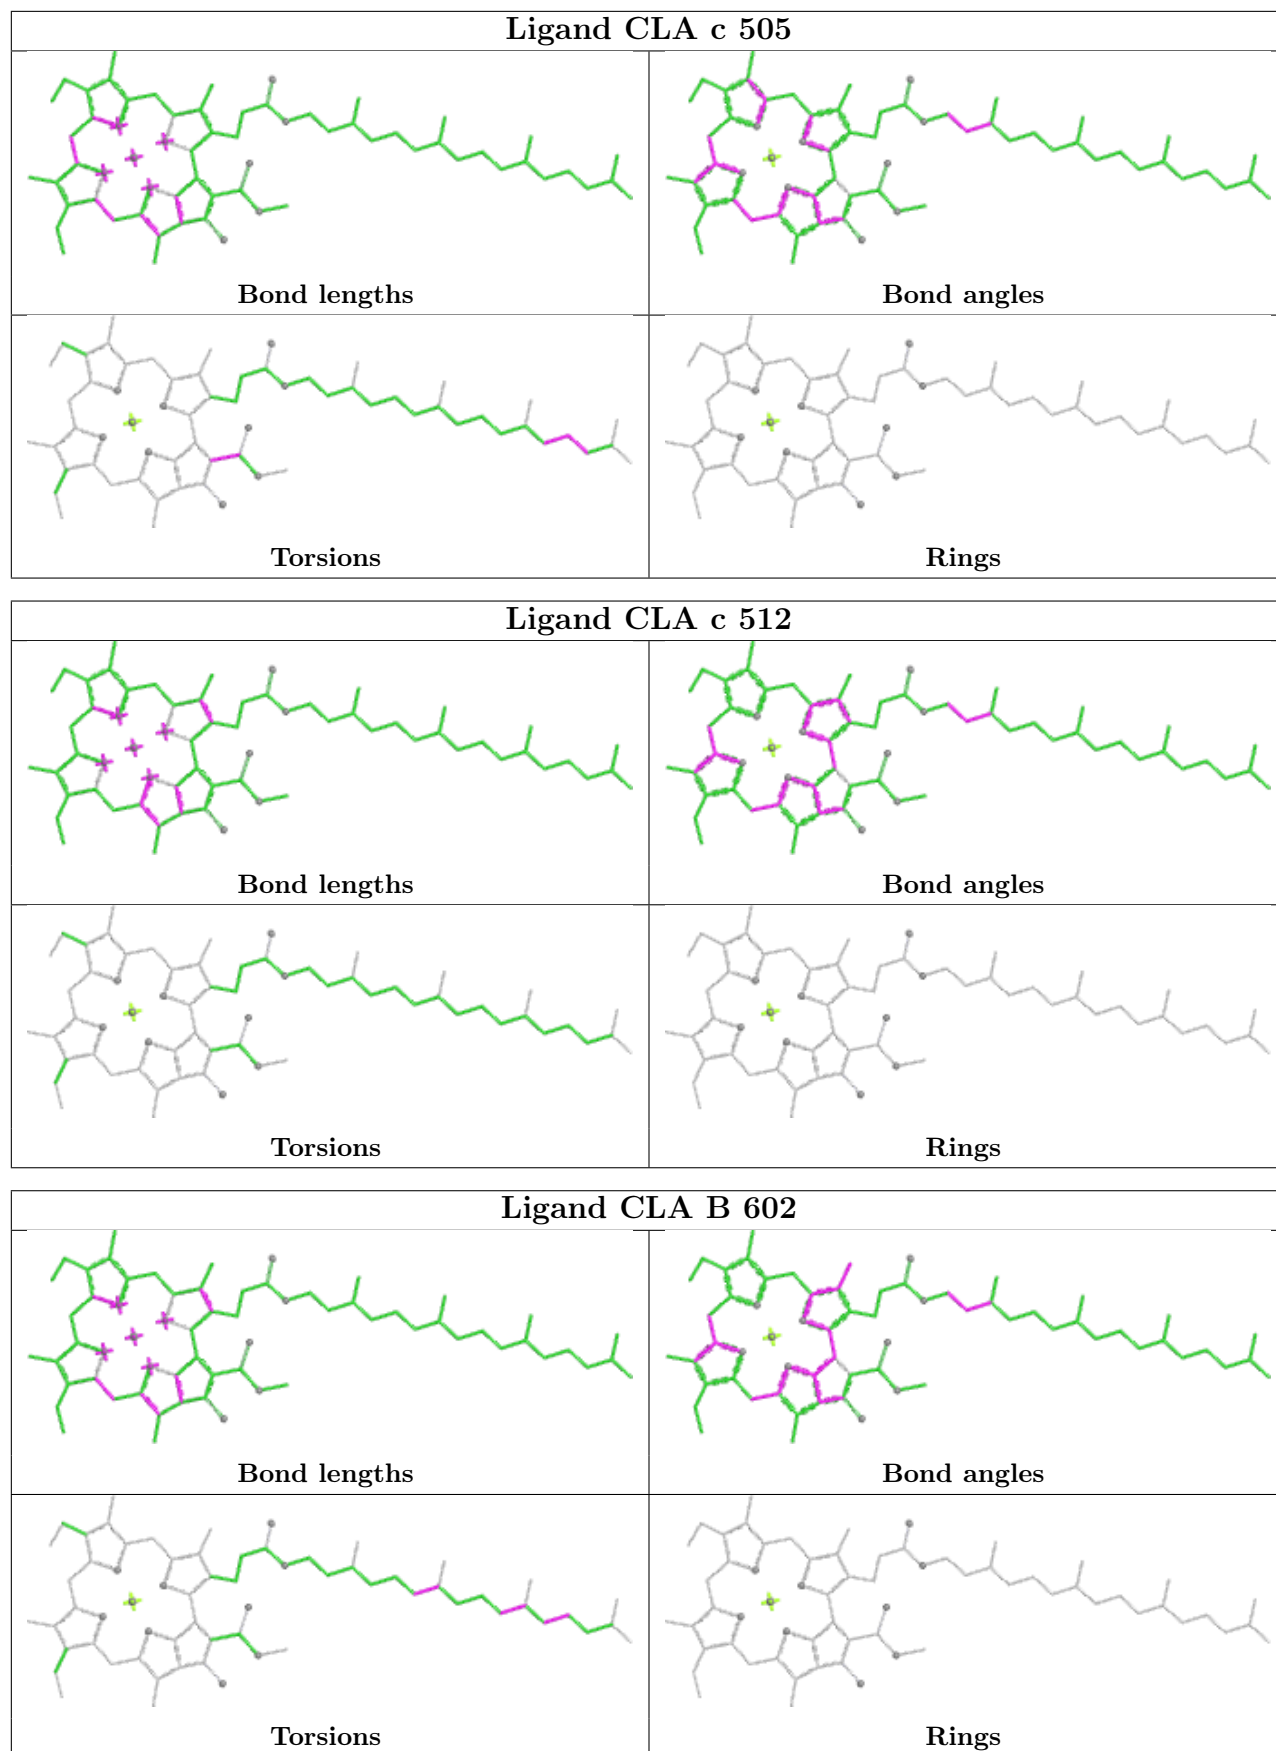 Ligand CLA c 505
Bond lengths
Bond angles
Torsions
Rings
Ligand CLA c 512
Bond lengths
Bond angles
Torsions
Rings
Ligand CLA B 602
Bond lengths
Bond angles
Torsions
Rings